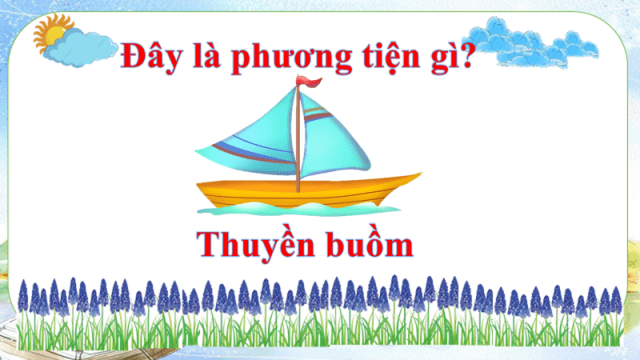 Đây là phương tiện gì?
Thuyền buồm